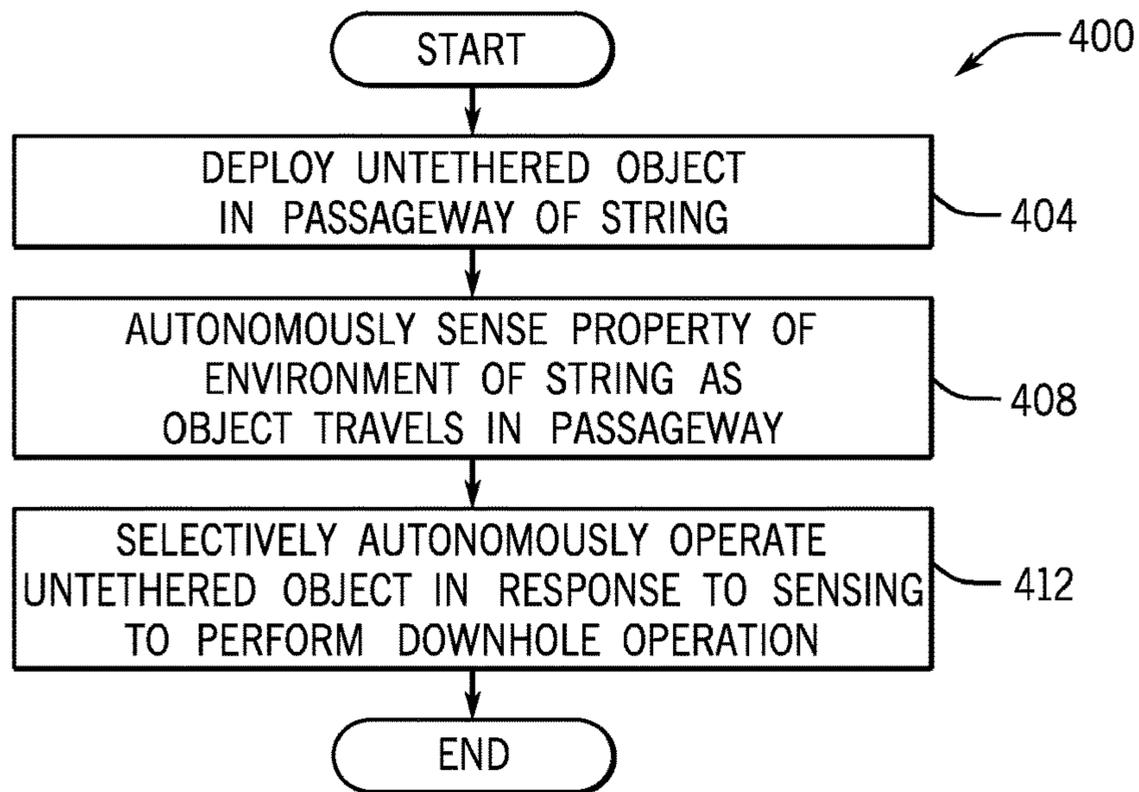 START
400
DEPLOY UNTETHERED OBJECT
IN PASSAGEWAY OF STRING
404
AUTONOMOUSLY SENSE PROPERTY OF
ENVIRONMENT OF STRING AS
OBJECT TRAVELS IN PASSAGEWAY
408
SELECTIVELY AUTONOMOUSLY OPERATE
UNTETHERED OBJECT IN RESPONSE TO SENSING
TO PERFORM DOWNHOLE OPERATION
412
END